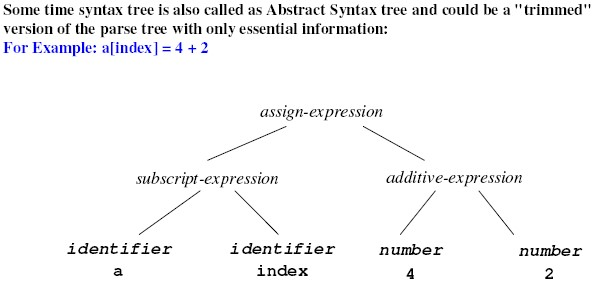 Some time syntax tree is also called as Abstract Syntax tree and could be a "trimmed"
version of the parse tree with only essential information:
For Example: a[index] = 4 + 2
assign-expression
subscript-expression additive-expression
identifier identifier number number
a index 4 2